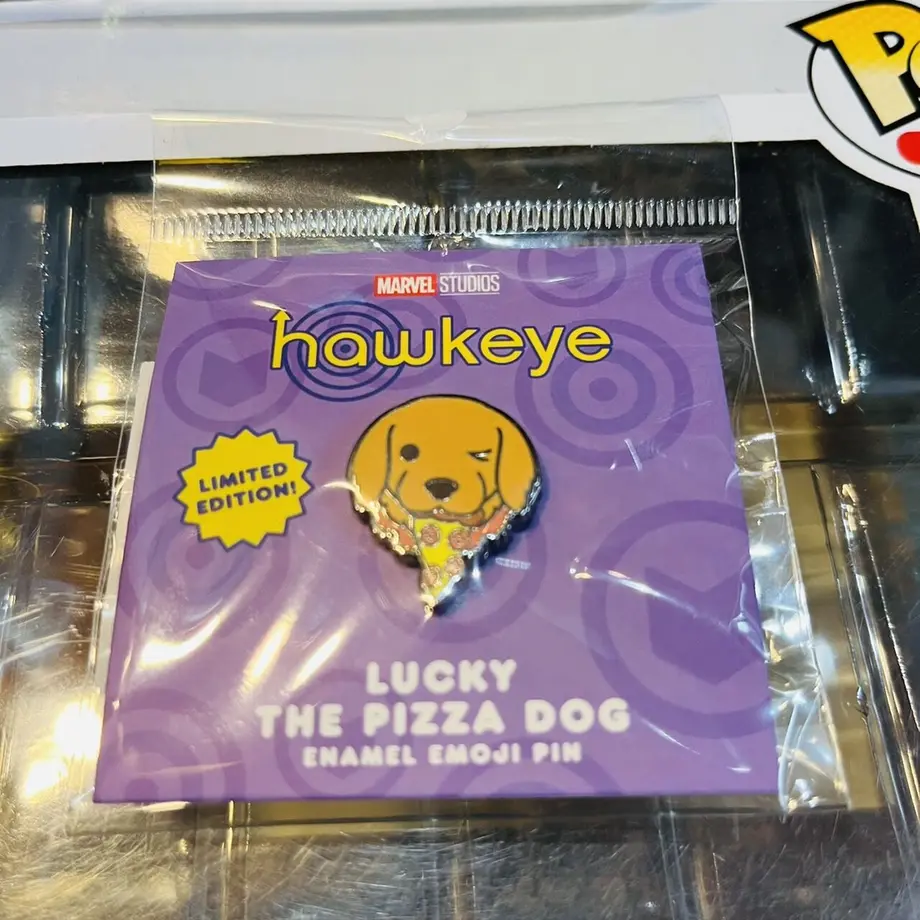 MARVEL STUDIOS
hawkeye
LIMITED
EDITION!
LUCKY
THE PIZZA DOG
ENAMEL EMOJI PIN